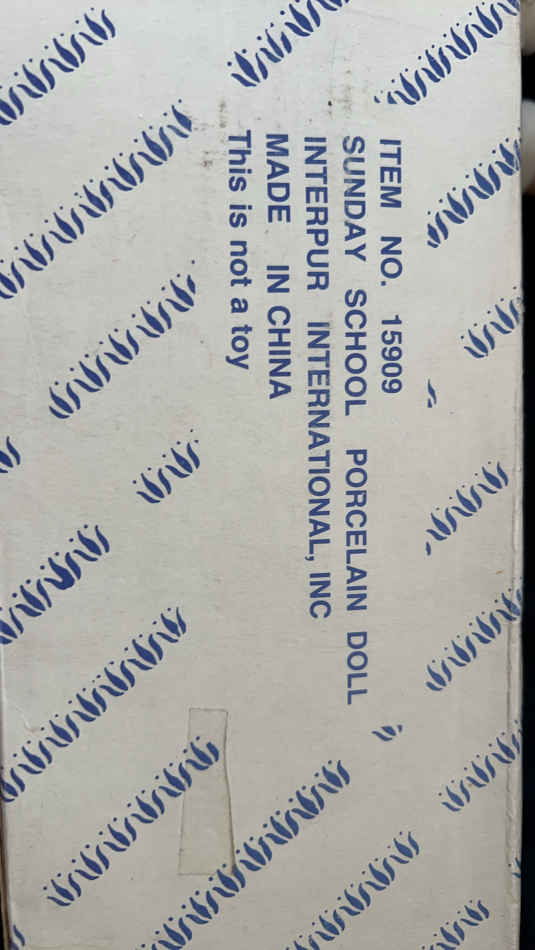 ITEM NO. 15909
SUNDAY SCHOOL PORCELAIN DOLL
INTERPUR INTERNATIONAL, INC
MADE IN CHINA
This is not a toy